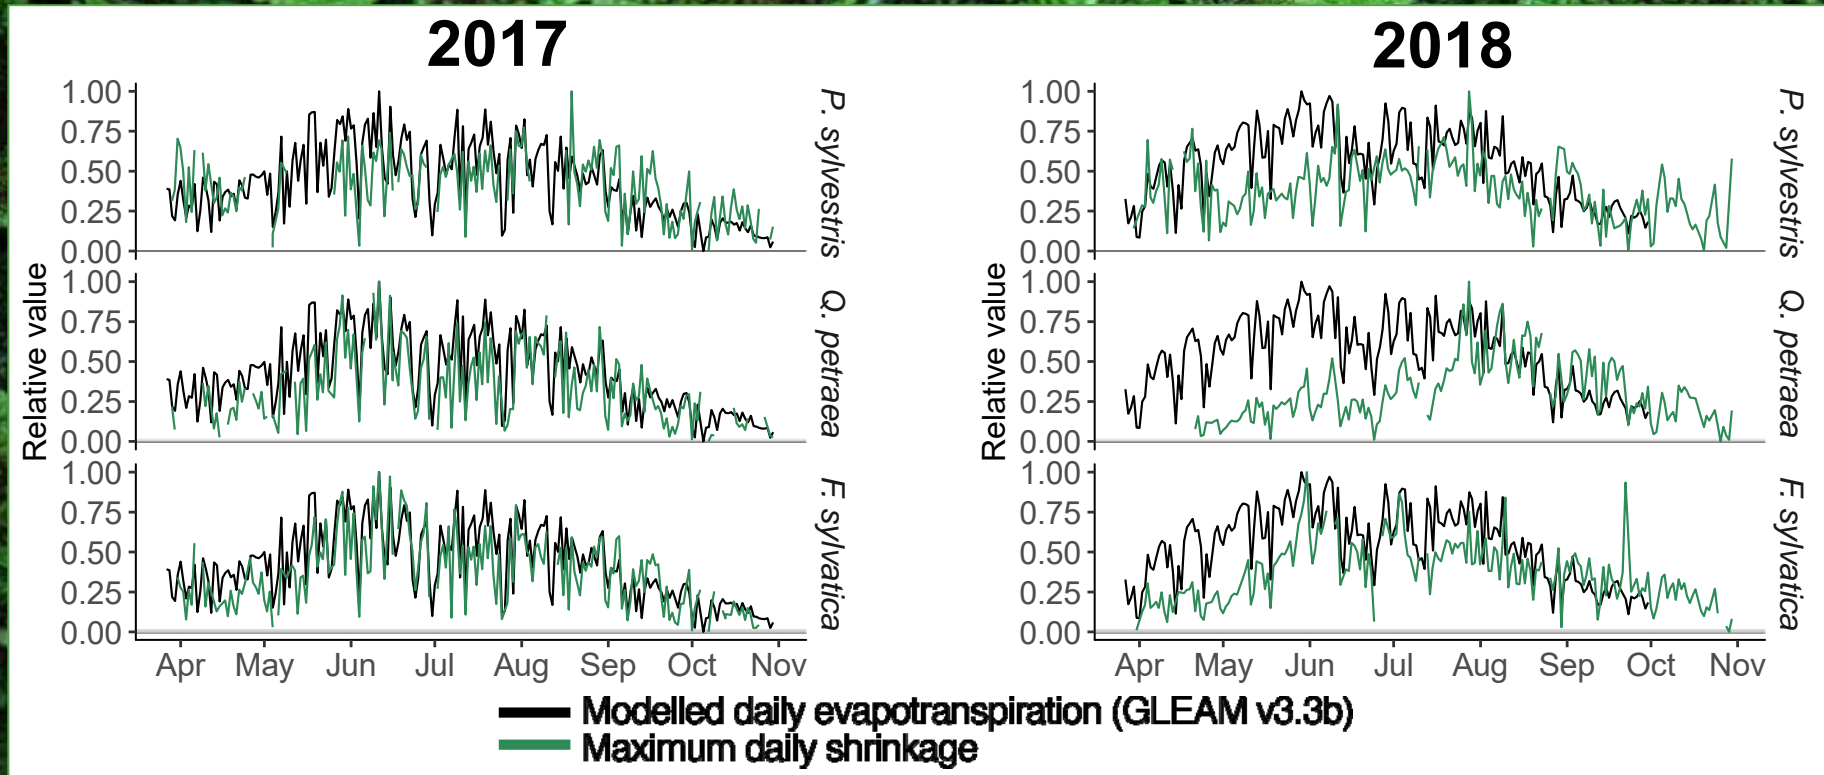 2017
2018
Relative value
1.00
0.75
0.50
0.25
0.00
P. sylvestris
1.00
0.75
0.50
0.25
0.00
Q. petraea
1.00
0.75
0.50
0.25
0.00
F. sylvatica
Apr May Jun Jul Aug Sep Oct Nov
Relative value
1.00
0.75
0.50
0.25
0.00
P. sylvestris
1.00
0.75
0.50
0.25
0.00
Q. petraea
1.00
0.75
0.50
0.25
0.00
F. sylvatica
Apr May Jun Jul Aug Sep Oct Nov
Modelled daily evapotranspiration (GLEAM v3.3b)
Maximum daily shrinkage